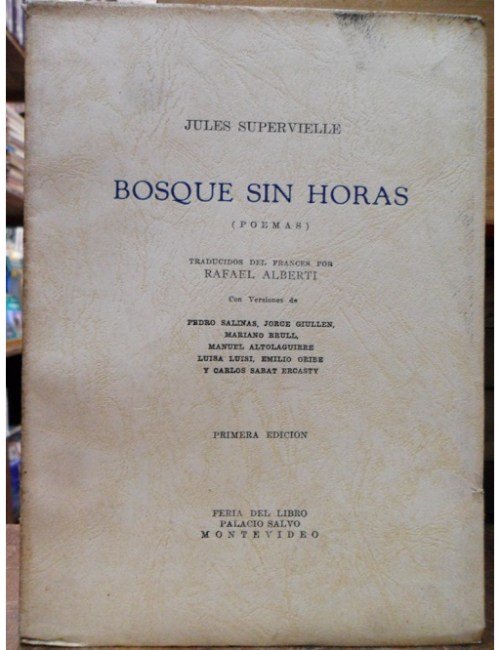 JULES SUPERVIELLE
BOSQUE SIN HORAS
(POEMAS)
TRADUCIDOS DEL FRANCES POR
RAFAEL ALBERTI
Con Versiones de
PEDRO SALINAS, JORGE GIULLEN,
MARIANO BRULL,
MANUEL ALTOLAGUIRRE
LUISA LUISI, EMILIO ORIBE
Y CARLOS SABAT ERCASTY
PRIMERA EDICION
FERIA DEL LIBRO
PALACIO SALVO
MONTEVIDEO